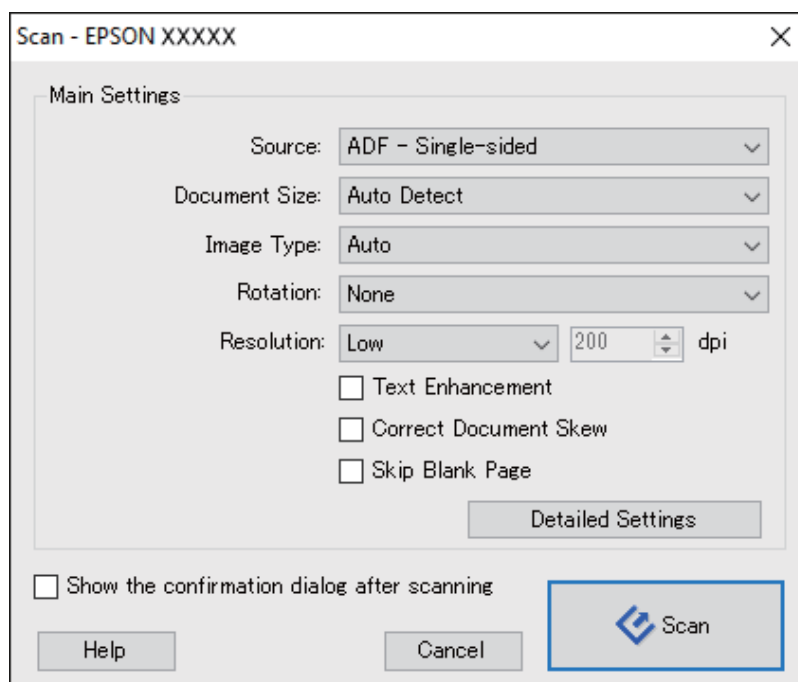 Scan - EPSON XXXXX
Main Settings
Source: ADF - Single-sided
Document Size: Auto Detect
Image Type: Auto
Rotation: None
Resolution: Low 200 dpi
Text Enhancement
Correct Document Skew
Skip Blank Page
Detailed Settings
Show the confirmation dialog after scanning
Help Cancel Scan